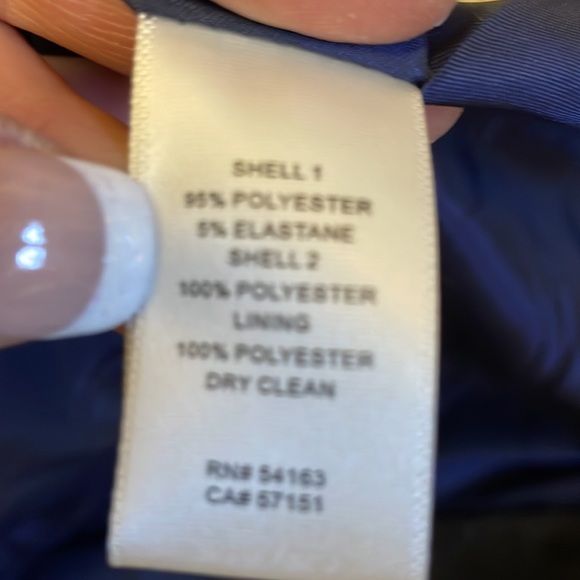 SHELL 1
95% POLYESTER
5% ELASTANE
SHELL 2
100% POLYESTER
LINING
100% POLYESTER
DRY CLEAN
RN# 54163
CA# 57151